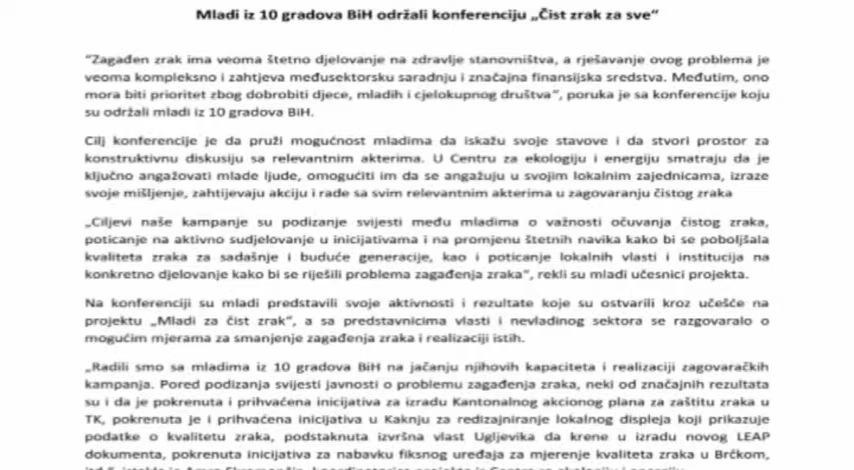 Mladi iz 10 gradova BiH održali konferenciju „Čist zrak za sve“
“Zagađen zrak ima veoma štetno djelovanje na zdravlje stanovništva, a rješavanje ovog problema je
veoma kompleksno i zahtjeva međusektorsku saradnju i značajna finansijska sredstva. Međutim, ono
mora biti prioritet zbog dobrobiti djece, mladih i cjelokupnog društva“, poruka je sa konferencije koju
su održali mladi iz 10 gradova BiH.
Cilj konferencije je da pruži mogućnost mladima da iskažu svoje stavove i da stvori prostor za
konstruktivnu diskusiju sa relevantnim akterima. U Centru za ekologiju i energiju smatraju da je
ključno angažovati mlade ljude, omogućiti im da se angažuju u svojim lokalnim zajednicama, izraze
svoje mišljenje, zahtijevaju akciju i rade sa svim relevantnim akterima u zagovaranju čistog zraka
„Ciljevi naše kampanje su podizanje svijesti među mladima o važnosti očuvanja čistog zraka,
poticanje na aktivno sudjelovanje u inicijativama i na promjenu štetnih navika kako bi se poboljšala
kvaliteta zraka za sadašnje i buduće generacije, kao i poticanje lokalnih vlasti i institucija na
konkretno djelovanje kako bi se riješili problema zagađenja zraka“, rekli su mladi učesnici projekta.
Na konferenciji su mladi predstavili svoje aktivnosti i rezultate koje su ostvarili kroz učešće na
projektu „Mladi za čist zrak“, a sa predstavnicima vlasti i nevladinog sektora se razgovaralo o
mogućim mjerama za smanjenje zagađenja zraka i realizaciji istih.
„Radili smo sa mladima iz 10 gradova BiH na jačanju njihovih kapaciteta i realizaciji zagovaračkih
kampanja. Pored podizanja svijesti javnosti o problemu zagađenja zraka, neki od značajnih rezultata
su i da je pokrenuta i prihvaćena inicijativa za izradu Kantonalnog akcionog plana za zaštitu zraka u
TK, pokrenuta je i prihvaćena inicijativa u Kaknju za redizajniranje lokalnog displeja koji prikazuje
podatke o kvalitetu zraka, podstaknuta izvršna vlast Ugljevika da krene u izradu novog LEAP
dokumenta, pokrenuta inicijativa za nabavku fiksnog uređaja za mjerenje kvaliteta zraka u Brčkom,